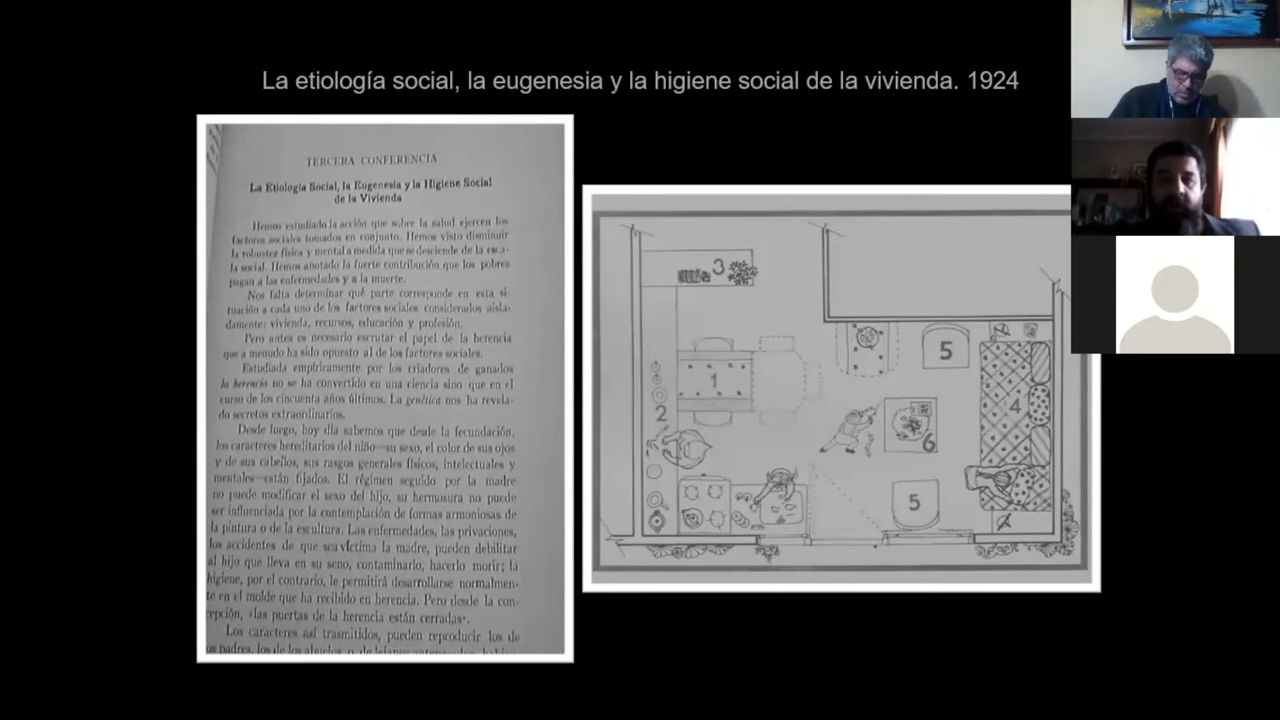 La etiología social, la eugenesia y la higiene social de la vivienda. 1924
TERCERA CONFERENCIA
La Etiología Social, la Eugenesia y la Higiene Social
de la Vivienda
Hemos estudiado la acción que sobre la salud ejercen los
factores sociales tomados en conjunto. Hemos visto disminuir
la robustez física y mental a medida que se desciende de la esca-
la social. Hemos anotado la fuerte contribución que los pobres
pagan a las enfermedades y a la muerte.
Nos falta determinar qué parte corresponde en esta si-
tuación a cada uno de los factores sociales considerados aisla-
damente: vivienda, recursos, educación y profesión.
Pero antes es necesario escrutar el papel de la herencia
que a menudo ha sido opuesto al de los factores sociales.
Estudiada empíricamente por los criadores de ganados
la herencia no se ha convertido en una ciencia sino que en el
curso de los cincuenta años últimos. La genética nos ha revela-
do secretos extraordinarios.
Desde luego, hoy día sabemos que desde la fecundación,
los caracteres hereditarios del niño—su sexo, el color de sus ojos
y de sus cabellos, sus rasgos generales físicos, intelectuales y
mentales—están fijados. El régimen seguido por la madre
no puede modificar el sexo del hijo, su hermosura no puede
ser influenciada por la contemplación de formas armoniosas de
la pintura o de la escultura. Las enfermedades, las privaciones,
los accidentes de que sea víctima la madre, pueden debilitar
al hijo que lleva en su seno, contaminarlo, hacerlo morir; la
higiene, por el contrario, le permitirá desarrollarse normalmen-
te en el molde que ha recibido en herencia. Pero desde la con-
cepción, «las puertas de la herencia están cerradas».
Los caracteres así trasmitidos, pueden reproducir los de
os padres, los de los abuelos, o de lejanos
3
5
1
4
2
6
5